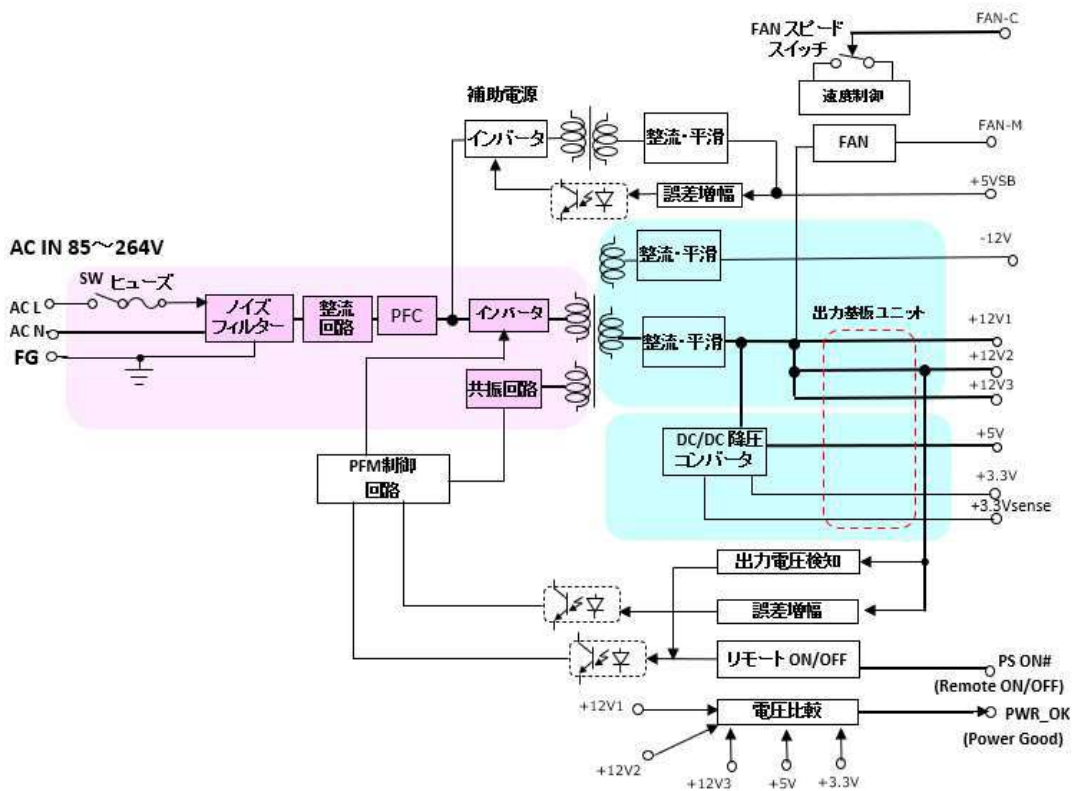 FAN-C
FAN スピード
スイッチ
速度制御
補助電源
インバータ
整流・平滑
FAN
FAN-M
+5VSB
誤差増幅
AC IN 85～264V
整流・平滑
-12V
SW
ヒューズ
AC L
AC N
FG
ノイズ
フィルター
整流
回路
PFC
インバータ
整流・平滑
出力基板ユニット
+12V1
+12V2
+12V3
共振回路
DC/DC 降圧
コンバータ
+5V
+3.3V
+3.3Vsense
PFM制御
回路
出力電圧検知
誤差増幅
リモート ON/OFF
PS ON#
(Remote ON/OFF)
+12V1
電圧比較
PWR_OK
(Power Good)
+12V2
+12V3
+5V
+3.3V